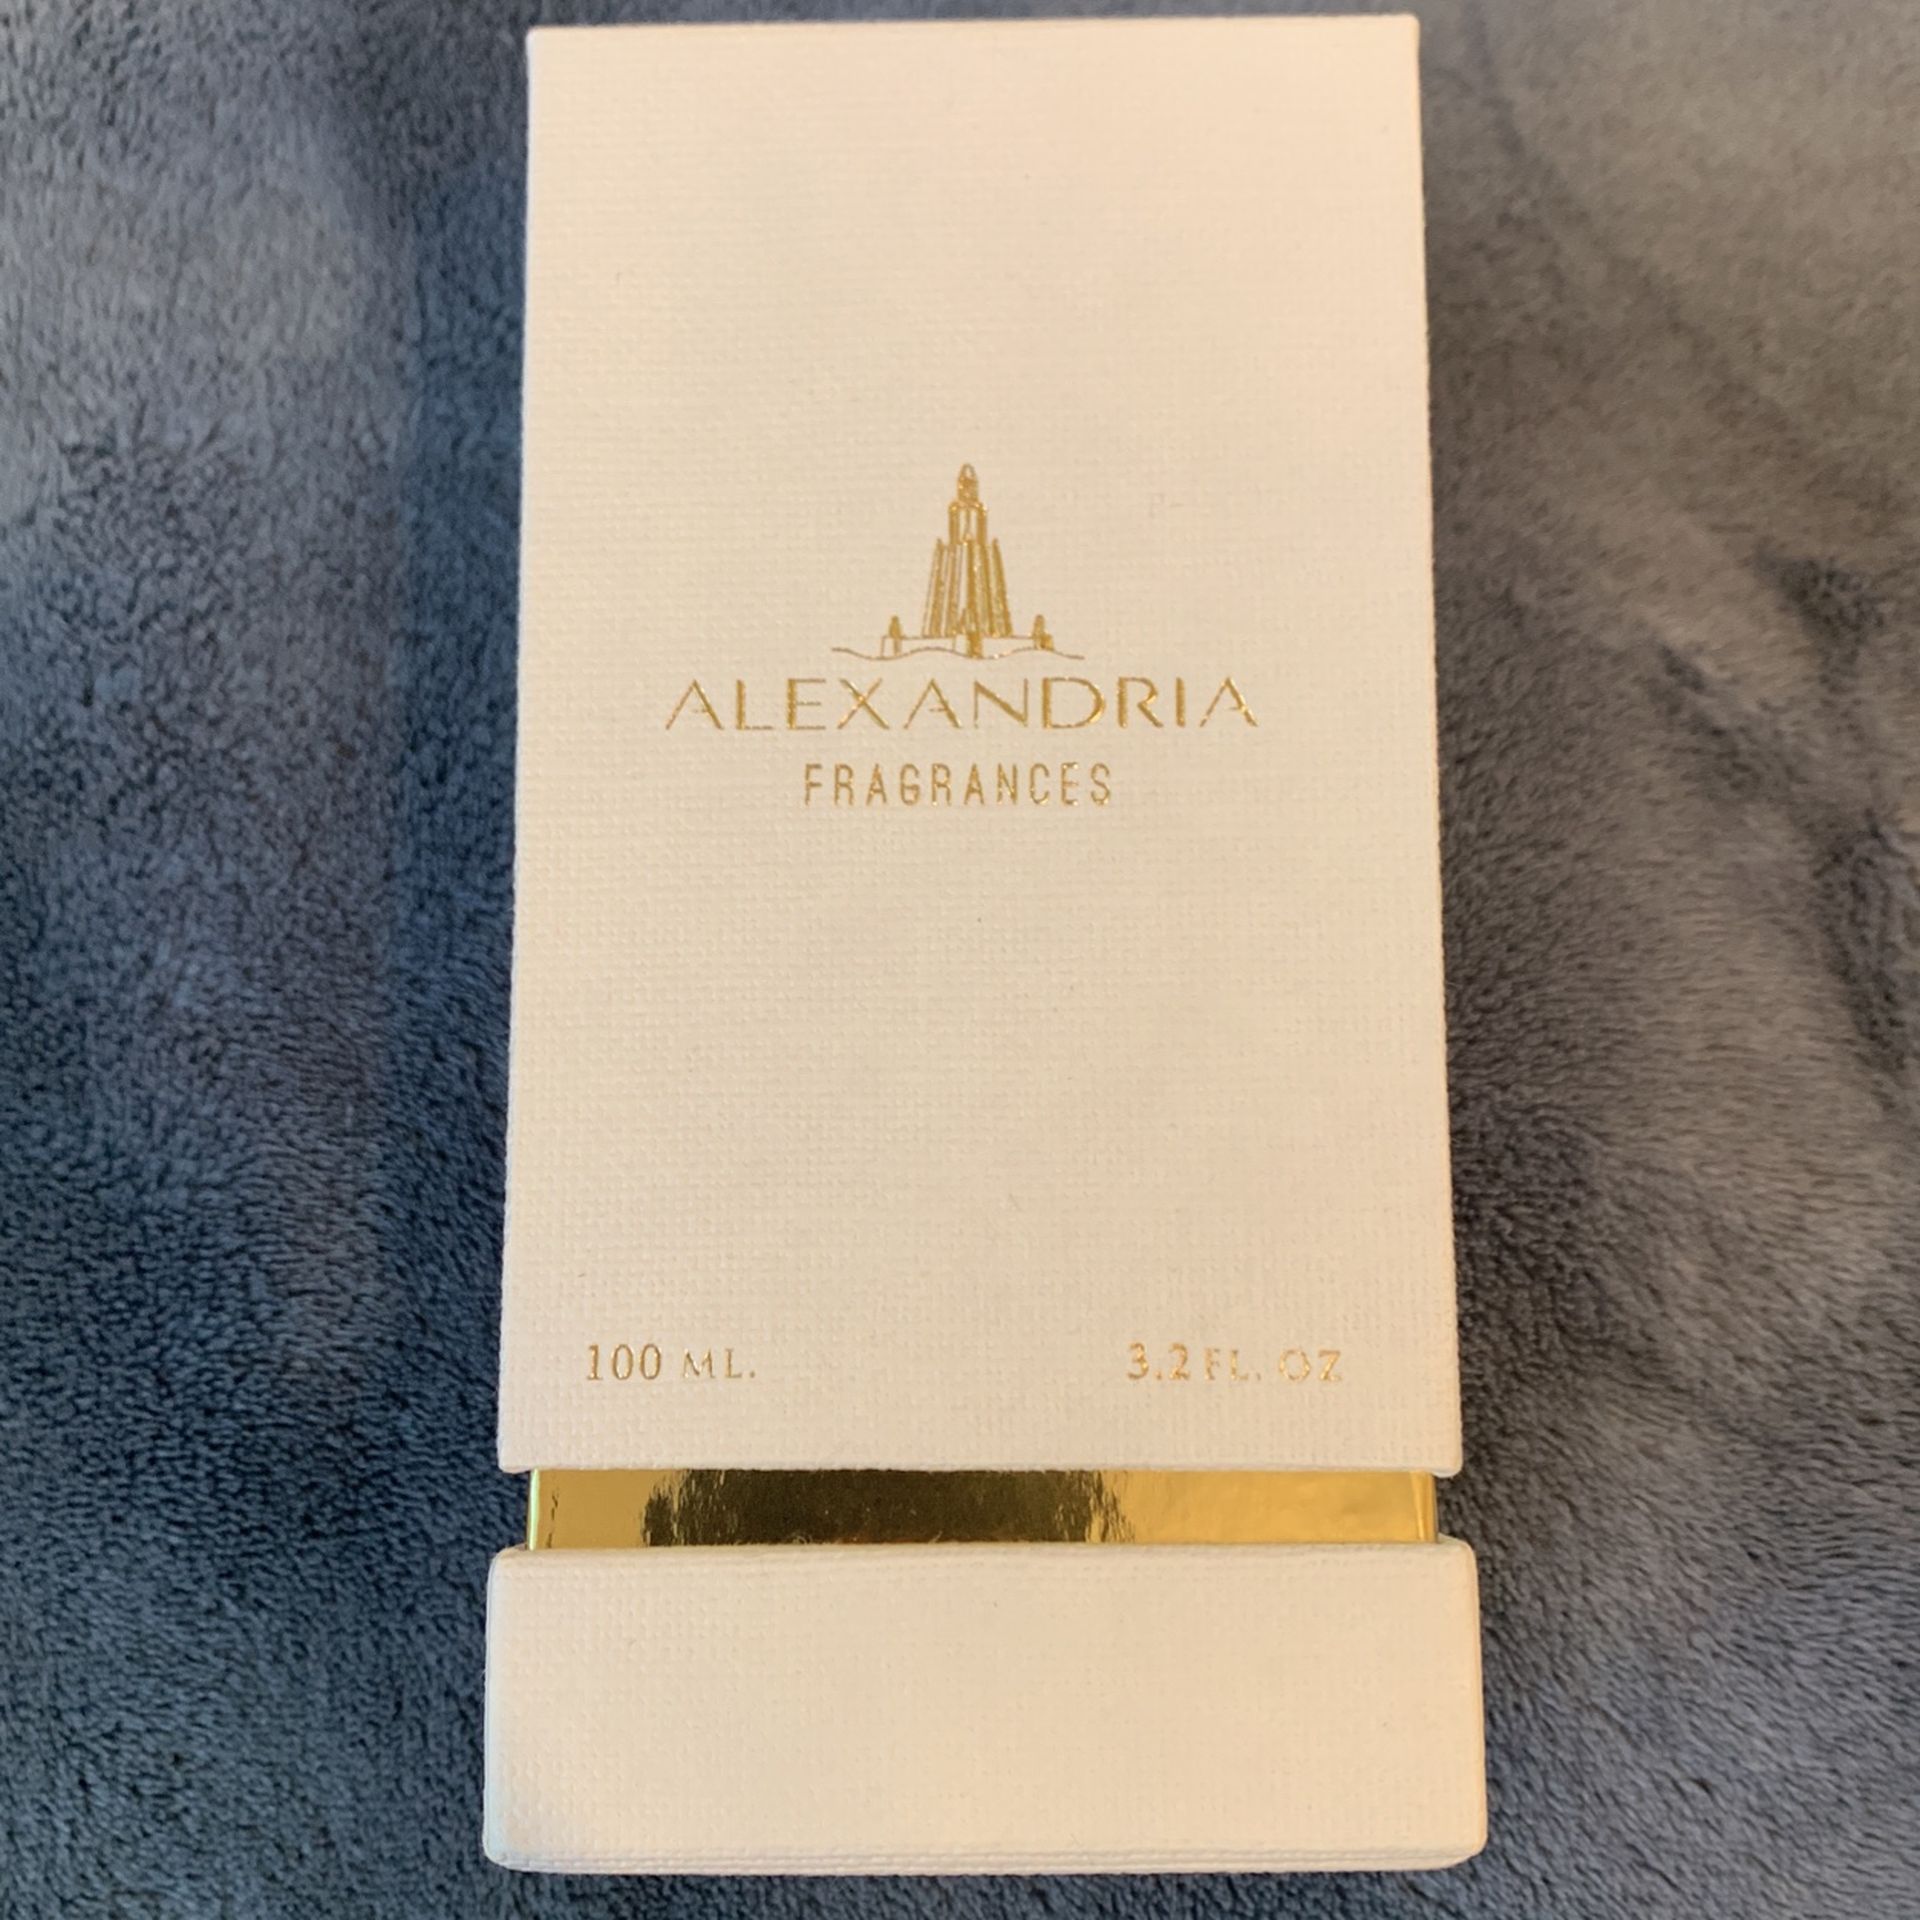 ALEXANDRIA
FRAGRANCES
100 ML. 3.2 FL. OZ